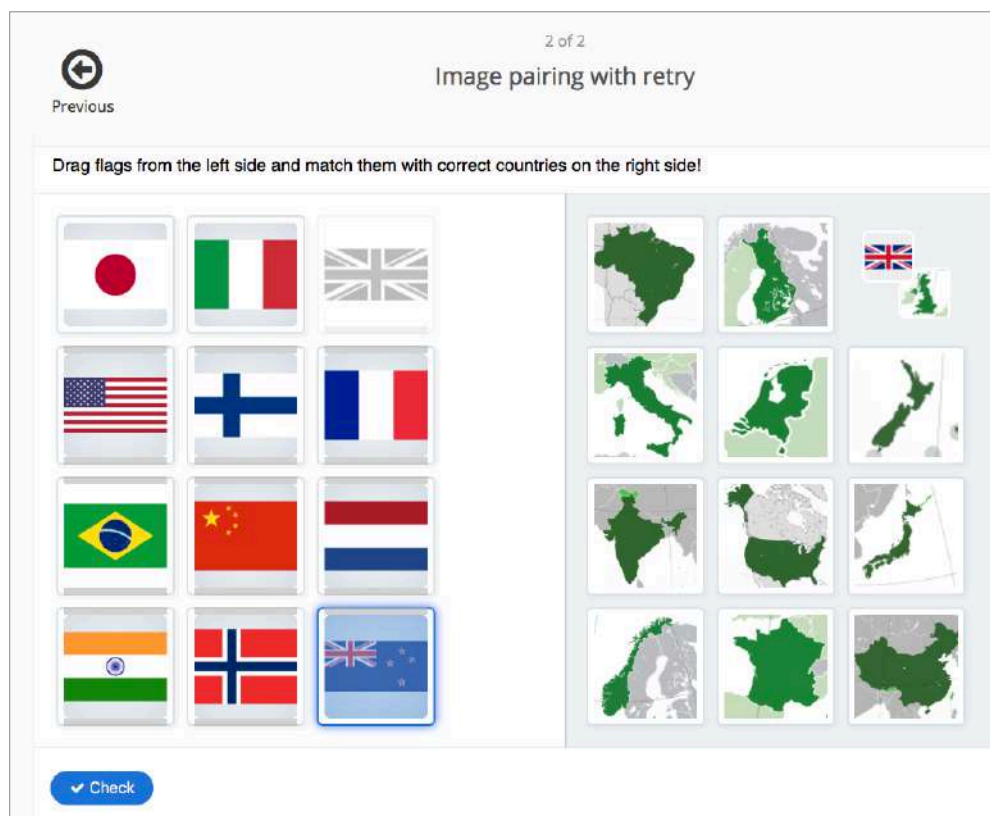 2 of 2
Image pairing with retry
Previous
Drag flags from the left side and match them with correct countries on the right side!
Check